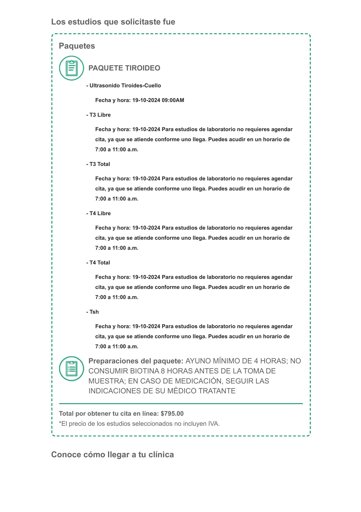 Los estudios que solicitaste fue
Paquetes
PAQUETE TIROIDEO
- Ultrasonido Tiroides-Cuello
Fecha y hora: 19-10-2024 09:00AM
- T3 Libre
Fecha y hora: 19-10-2024 Para estudios de laboratorio no requieres agendar
cita, ya que se atiende conforme uno llega. Puedes acudir en un horario de
7:00 a 11:00 a.m.
- T3 Total
Fecha y hora: 19-10-2024 Para estudios de laboratorio no requieres agendar
cita, ya que se atiende conforme uno llega. Puedes acudir en un horario de
7:00 a 11:00 a.m.
- T4 Libre
Fecha y hora: 19-10-2024 Para estudios de laboratorio no requieres agendar
cita, ya que se atiende conforme uno llega. Puedes acudir en un horario de
7:00 a 11:00 a.m.
- T4 Total
Fecha y hora: 19-10-2024 Para estudios de laboratorio no requieres agendar
cita, ya que se atiende conforme uno llega. Puedes acudir en un horario de
7:00 a 11:00 a.m.
- Tsh
Fecha y hora: 19-10-2024 Para estudios de laboratorio no requieres agendar
cita, ya que se atiende conforme uno llega. Puedes acudir en un horario de
7:00 a 11:00 a.m.
Preparaciones del paquete: AYUNO MÍNIMO DE 4 HORAS; NO
CONSUMIR BIOTINA 8 HORAS ANTES DE LA TOMA DE
MUESTRA; EN CASO DE MEDICACIÓN, SEGUIR LAS
INDICACIONES DE SU MÉDICO TRATANTE
Total por obtener tu cita en línea: $795.00
*El precio de los estudios seleccionados no incluyen IVA.
Conoce cómo llegar a tu clínica